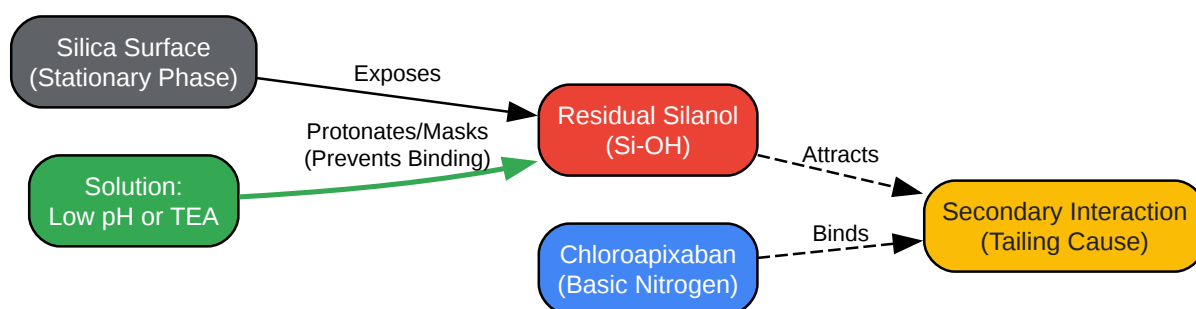 Silica Surface
(Stationary Phase)
Exposes
Protonates/Masks
(Prevents Binding)
Solution:
Low pH or TEA
Residual Silanol
(Si-OH)
Attracts
Chloroapixaban
(Basic Nitrogen)
Binds
Secondary Interaction
(Tailing Cause)